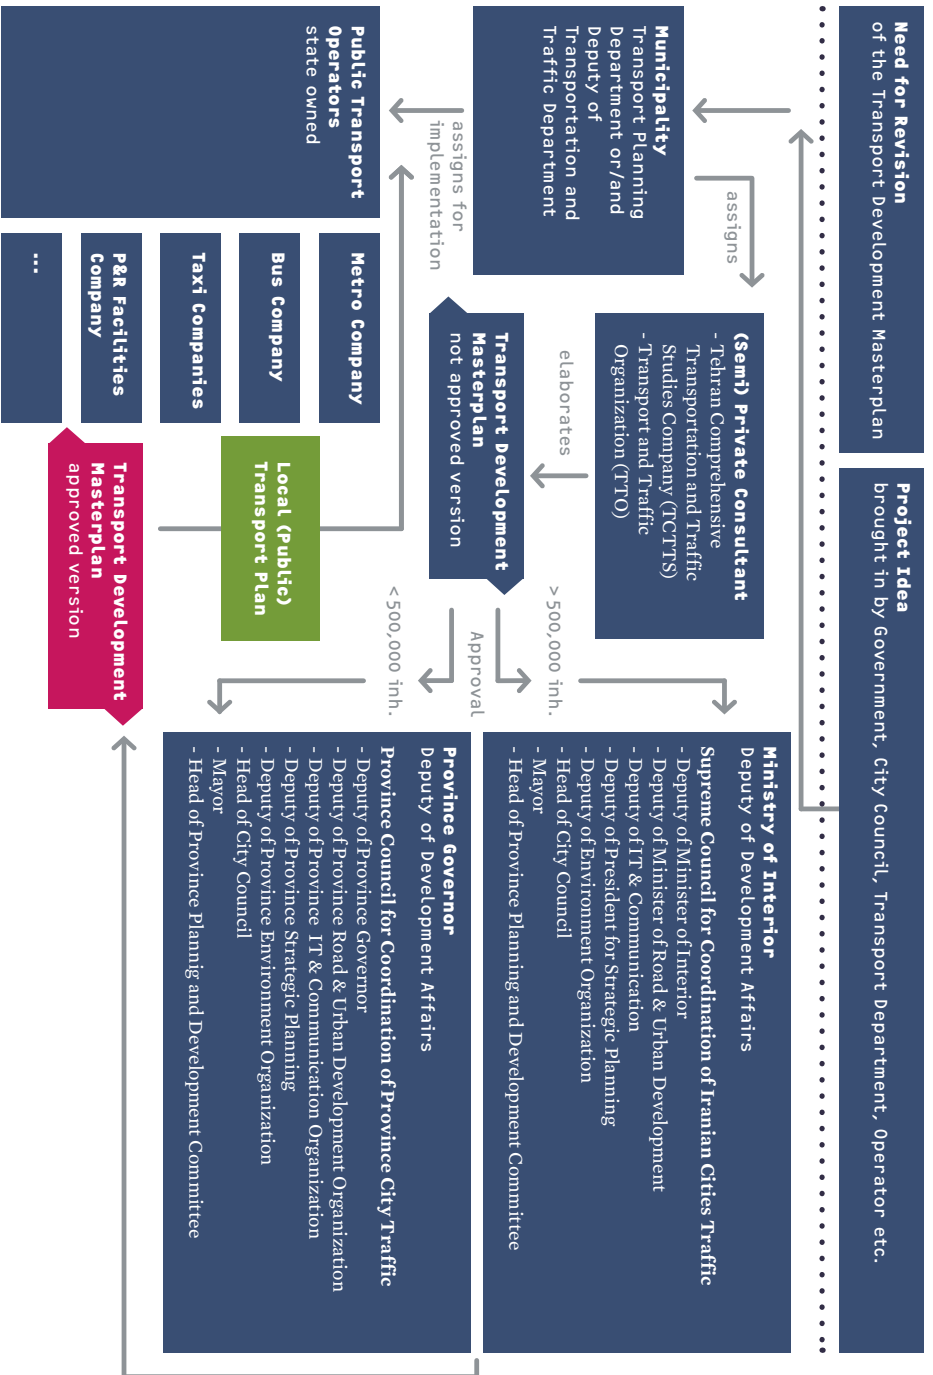 Need for Revision
of the Transport Development Masterplan
Project Idea
brought in by Government, City Council, Transport Department, Operator etc.
Municipality
Transport Planning
Department or/and
Deputy of
Transportation and
Traffic Department
assigns
(Semi) Private Consultant
- Tehran Comprehensive
Transportation and Traffic
Studies Company (TCTTS)
- Transport and Traffic
Organization (TTO)
elaborates
Transport Development
Masterplan
not approved version
> 500,000 inh.
Approval
< 500,000 inh.
Ministry of Interior
Deputy of Development Affairs
Supreme Council for Coordination of Iranian Cities Traffic
- Deputy of Minister of Interior
- Deputy of Minister of Road & Urban Development
- Deputy of IT & Communication
- Deputy of President for Strategic Planning
- Deputy of Environment Organization
- Head of City Council
- Mayor
- Head of Province Planning and Development Committee
Province Governor
Deputy of Development Affairs
Province Council for Coordination of Province City Traffic
- Deputy of Province Governor
- Deputy of Province Road & Urban Development Organization
- Deputy of Province IT & Communication Organization
- Deputy of Province Strategic Planning
- Deputy of Province Environment Organization
- Head of City Council
- Mayor
- Head of Province Plannig and Development Committee
assigns for
implementation
Public Transport
Operators
state owned
Metro Company
Bus Company
Taxi Companies
P&R Facilities
Company
...
Local (Public)
Transport Plan
Transport Development
Masterplan
approved version